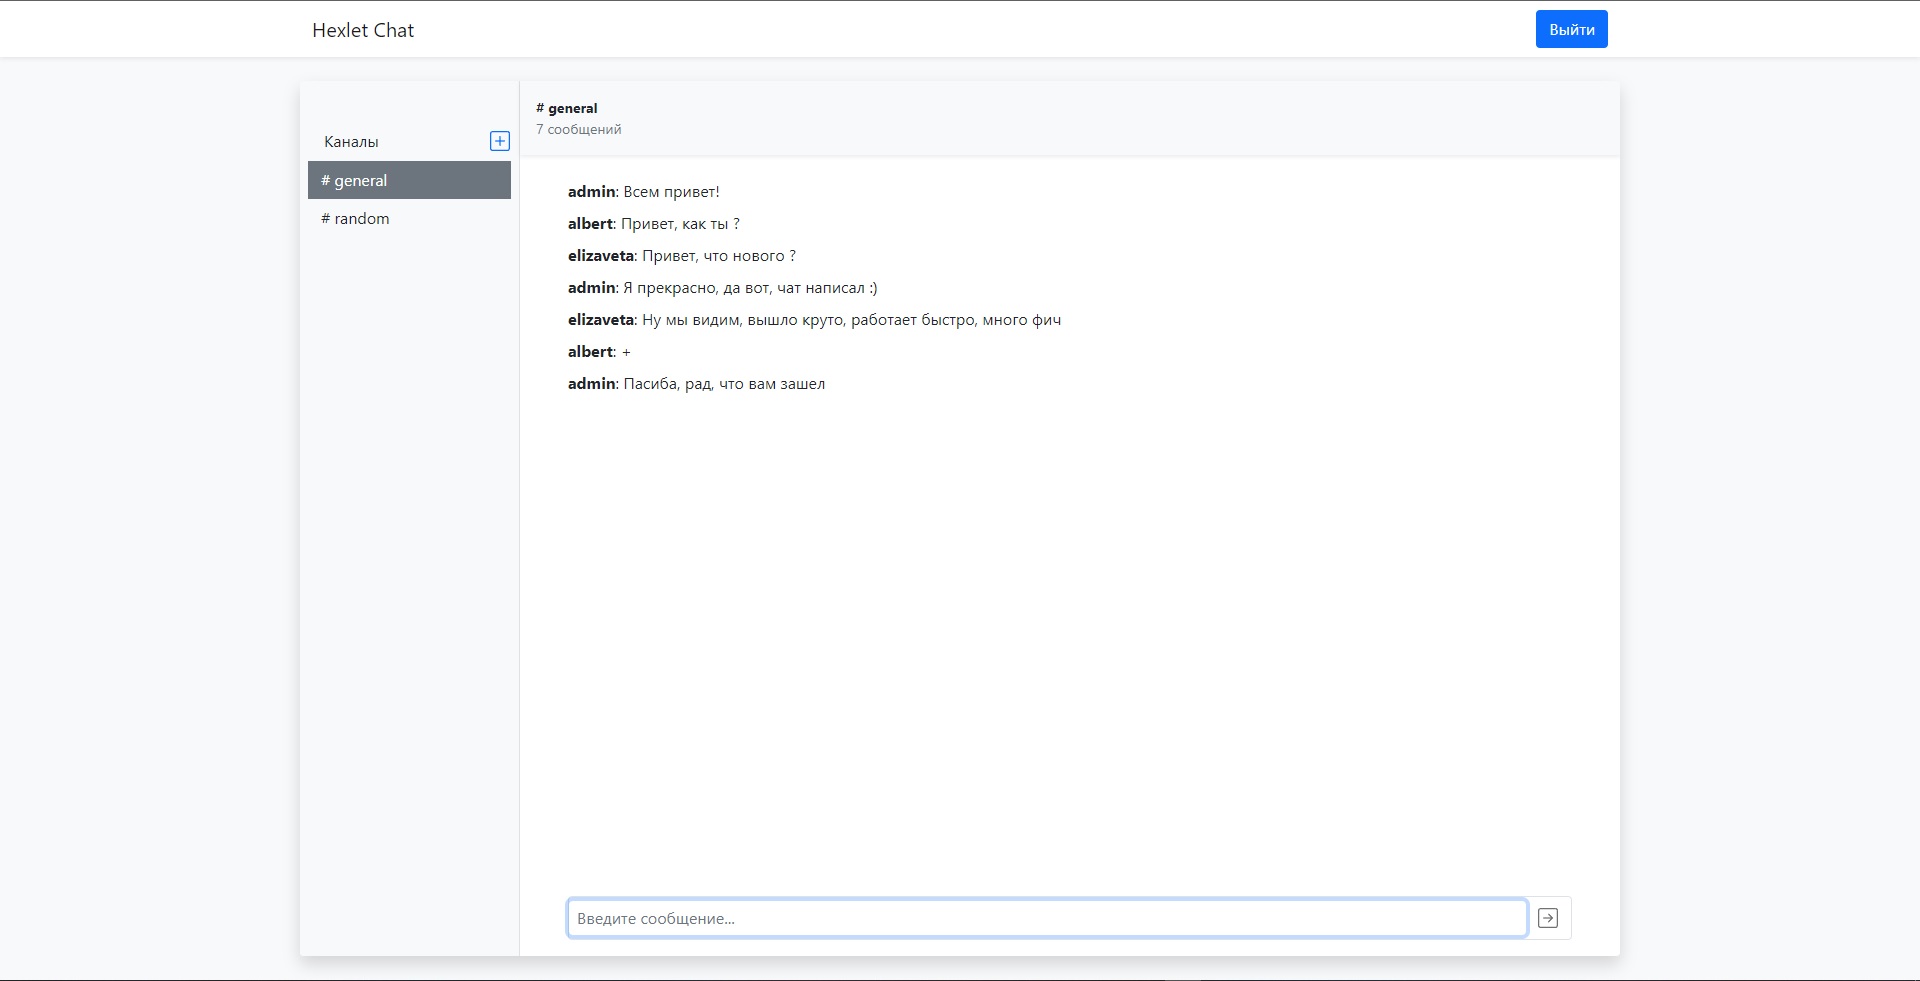 Hexlet Chat
Выйти
Каналы
# general
# random
# general
7 сообщений
admin: Всем привет!
albert: Привет, как ты ?
elizaveta: Привет, что нового ?
admin: Я прекрасно, да вот, чат написал :)
elizaveta: Ну мы видим, вышло круто, работает быстро, много фич
albert: +
admin: Пасиба, рад, что вам зашел
Введите сообщение...